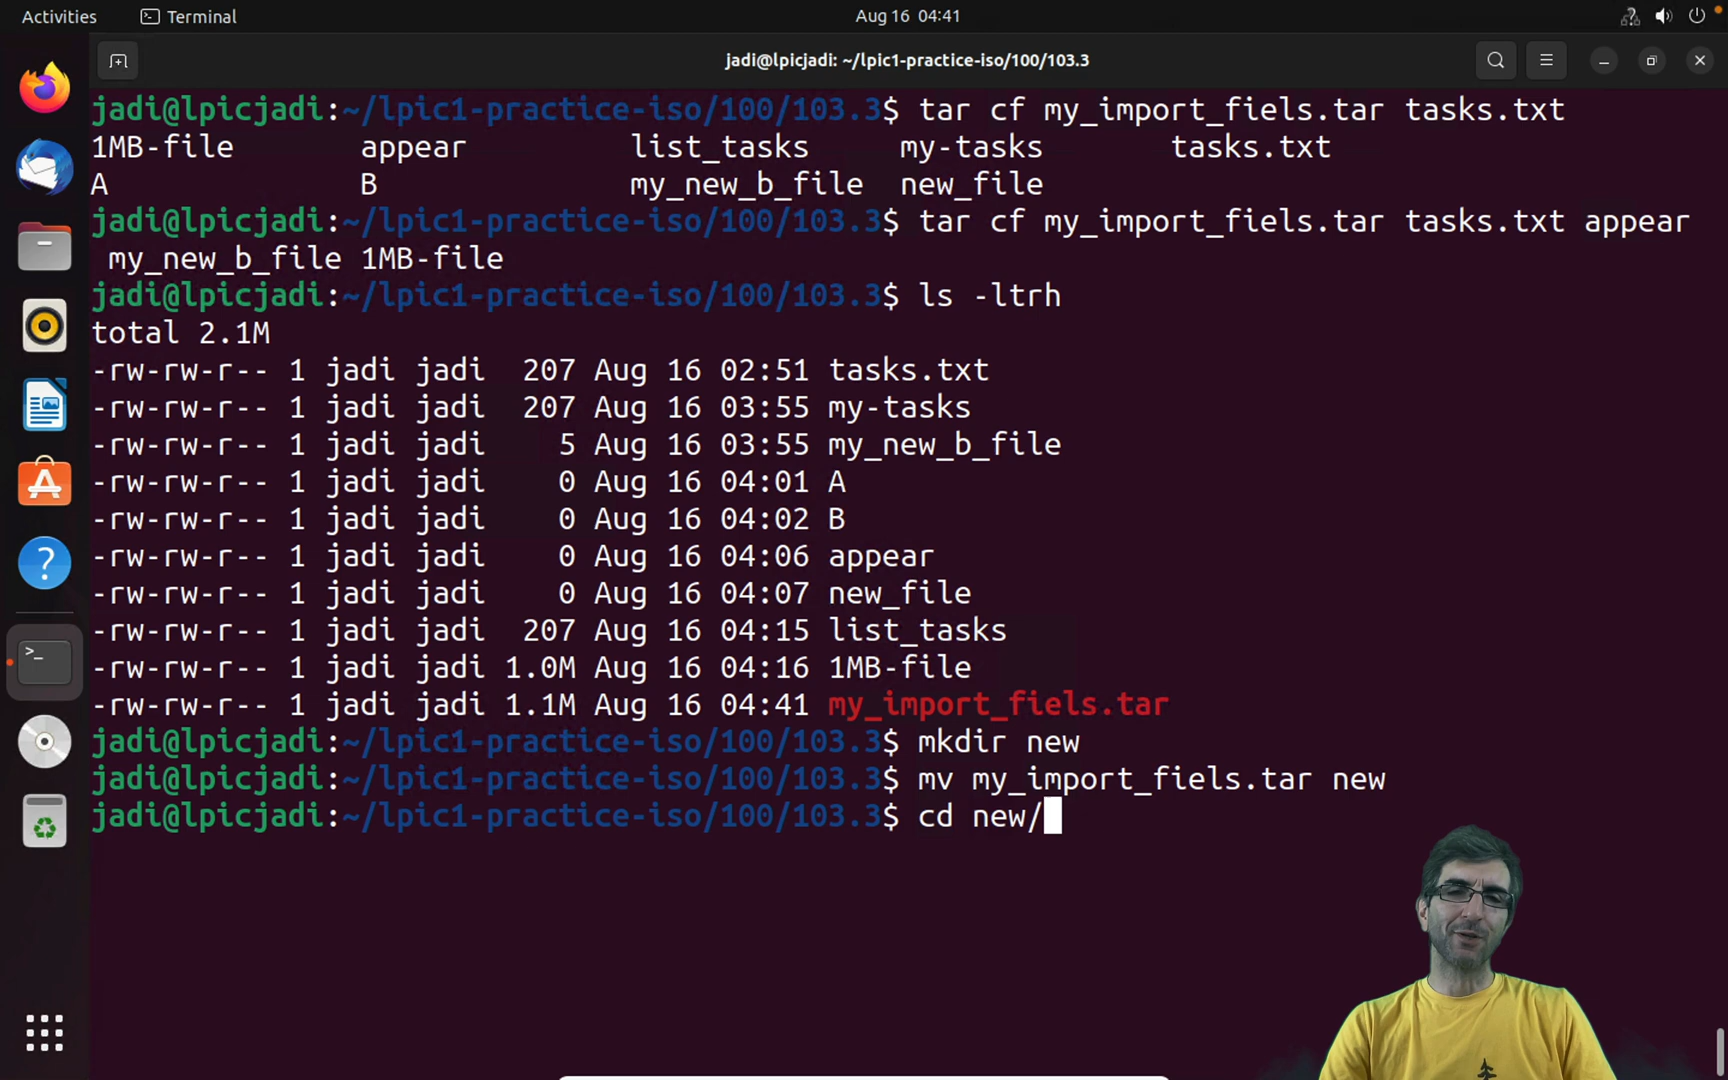 Activities Terminal Aug 16 04:41
jadi@lpicjadi: ~/lpic1-practice-iso/100/103.3
jadi@lpicjadi:~/lpic1-practice-iso/100/103.3$ tar cf my_import_fiels.tar tasks.txt
1MB-file appear list_tasks my-tasks tasks.txt
A B my_new_b_file new_file
jadi@lpicjadi:~/lpic1-practice-iso/100/103.3$ tar cf my_import_fiels.tar tasks.txt appear
my_new_b_file 1MB-file
jadi@lpicjadi:~/lpic1-practice-iso/100/103.3$ ls -ltrh
total 2.1M
-rw-rw-r-- 1 jadi jadi 207 Aug 16 02:51 tasks.txt
-rw-rw-r-- 1 jadi jadi 207 Aug 16 03:55 my-tasks
-rw-rw-r-- 1 jadi jadi 5 Aug 16 03:55 my_new_b_file
-rw-rw-r-- 1 jadi jadi 0 Aug 16 04:01 A
-rw-rw-r-- 1 jadi jadi 0 Aug 16 04:02 B
-rw-rw-r-- 1 jadi jadi 0 Aug 16 04:06 appear
-rw-rw-r-- 1 jadi jadi 0 Aug 16 04:07 new_file
-rw-rw-r-- 1 jadi jadi 207 Aug 16 04:15 list_tasks
-rw-rw-r-- 1 jadi jadi 1.0M Aug 16 04:16 1MB-file
-rw-rw-r-- 1 jadi jadi 1.1M Aug 16 04:41 my_import_fiels.tar
jadi@lpicjadi:~/lpic1-practice-iso/100/103.3$ mkdir new
jadi@lpicjadi:~/lpic1-practice-iso/100/103.3$ mv my_import_fiels.tar new
jadi@lpicjadi:~/lpic1-practice-iso/100/103.3$ cd new/